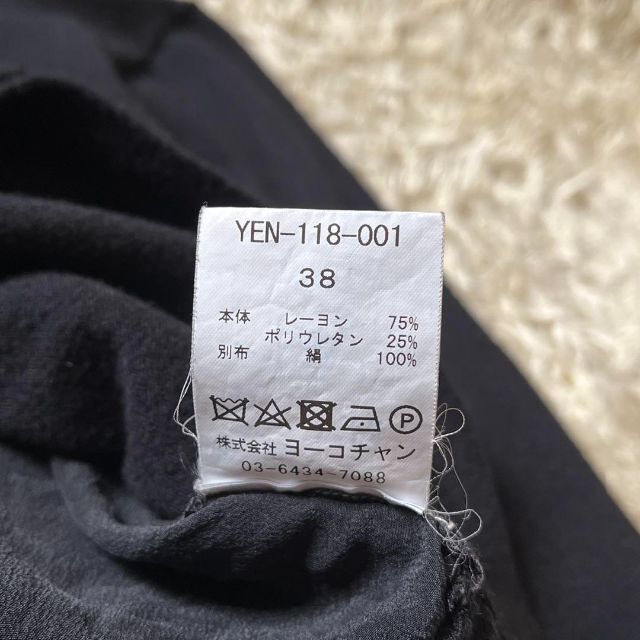 YEN-118-001
38
本体 レーヨン 75%
ポリウレタン 25%
別布 絹 100%
P
株式会社 ヨーコチャン
03-6434-7088